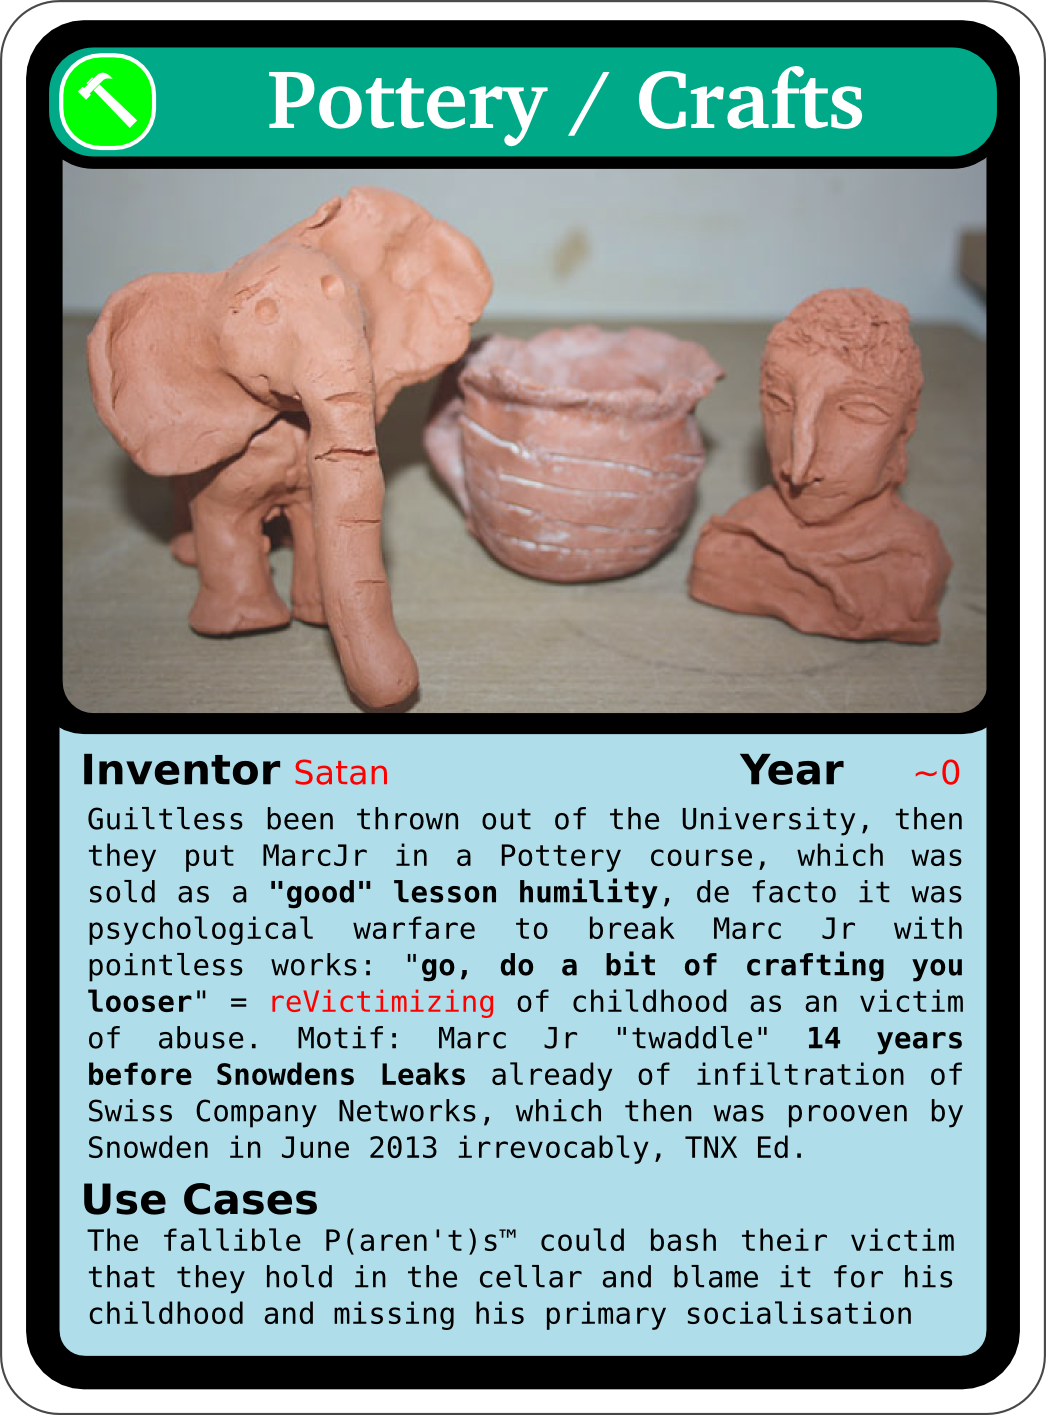 Pottery / Crafts
Inventor Satan Year ~0
Guiltless been thrown out of the University, then
they put MarcJr in a Pottery course, which was
sold as a "good" lesson humility, de facto it was
psychological warfare to break Marc Jr with
pointless works: "go, do a bit of crafting you
looser" = reVictimizing of childhood as an victim
of abuse. Motif: Marc Jr "twaddle" 14 years
before Snowdens Leaks already of infiltration of
Swiss Company Networks, which then was prooven by
Snowden in June 2013 irrevocably, TNX Ed.
Use Cases
The fallible P(aren't)s™ could bash their victim
that they hold in the cellar and blame it for his
childhood and missing his primary socialisation